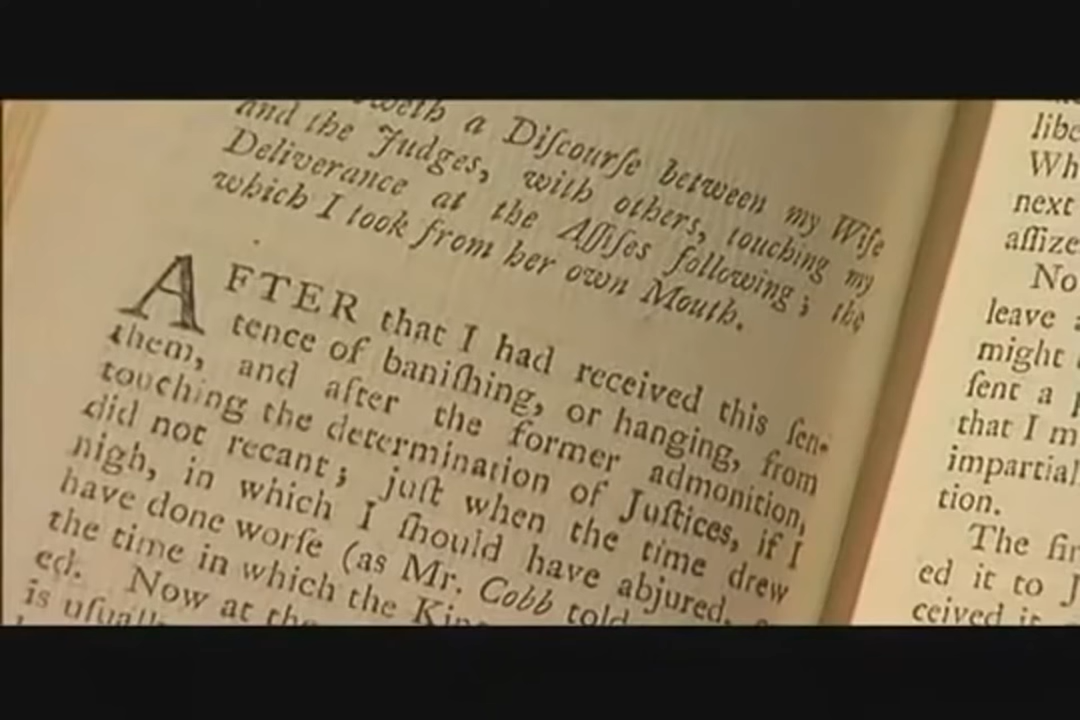 a Diſcourſe between my Wife
and the Judges, with others, touching my
Deliverance at the Aſſiſes following; the
which I took from her own Mouth.
AFTER that I had received this ſen-
tence of baniſhing, or hanging, from
them, and after the former admonition,
touching the determination of Juſtices, if I
did not recant; juſt when the time drew
nigh, in which I ſhould have abjured,
have done worſe (as Mr. Cobb told
the time in which the
ed. Now at the
is
Wh
next
aſſize
No
leave
might
ſent a
that I m
impartial
tion.
The fir
ed it to J
ceived it